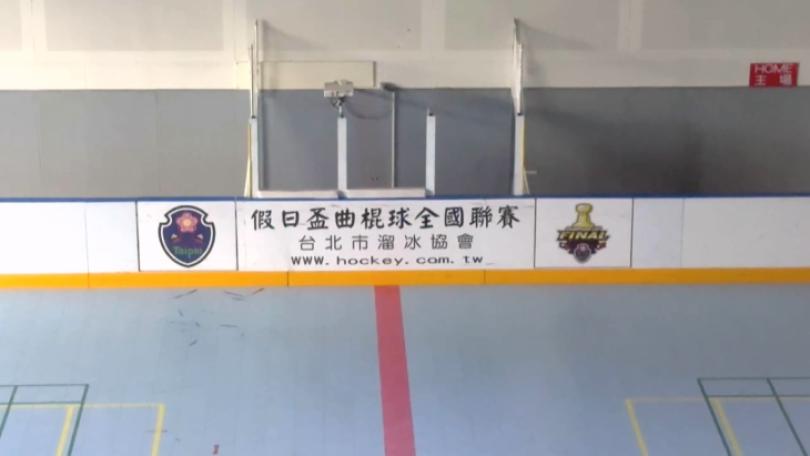 HOME
主場
假日盃曲棍球全國聯賽
台北市溜冰協會
www.hockey.com.tw
Taipei
FINAL